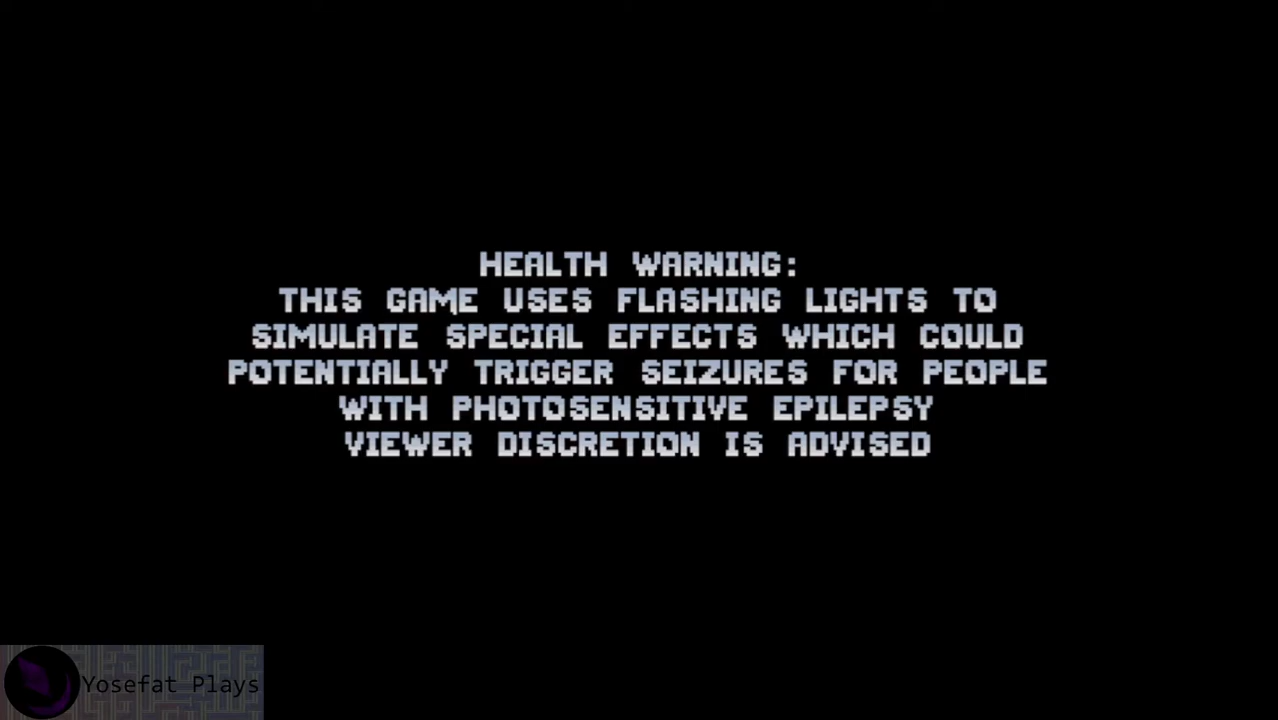 HEALTH WARNING:
THIS GAME USES FLASHING LIGHTS TO
SIMULATE SPECIAL EFFECTS WHICH COULD
POTENTIALLY TRIGGER SEIZURES FOR PEOPLE
WITH PHOTOSENSITIVE EPILEPSY
VIEWER DISCRETION IS ADVISED
Yosefat Plays